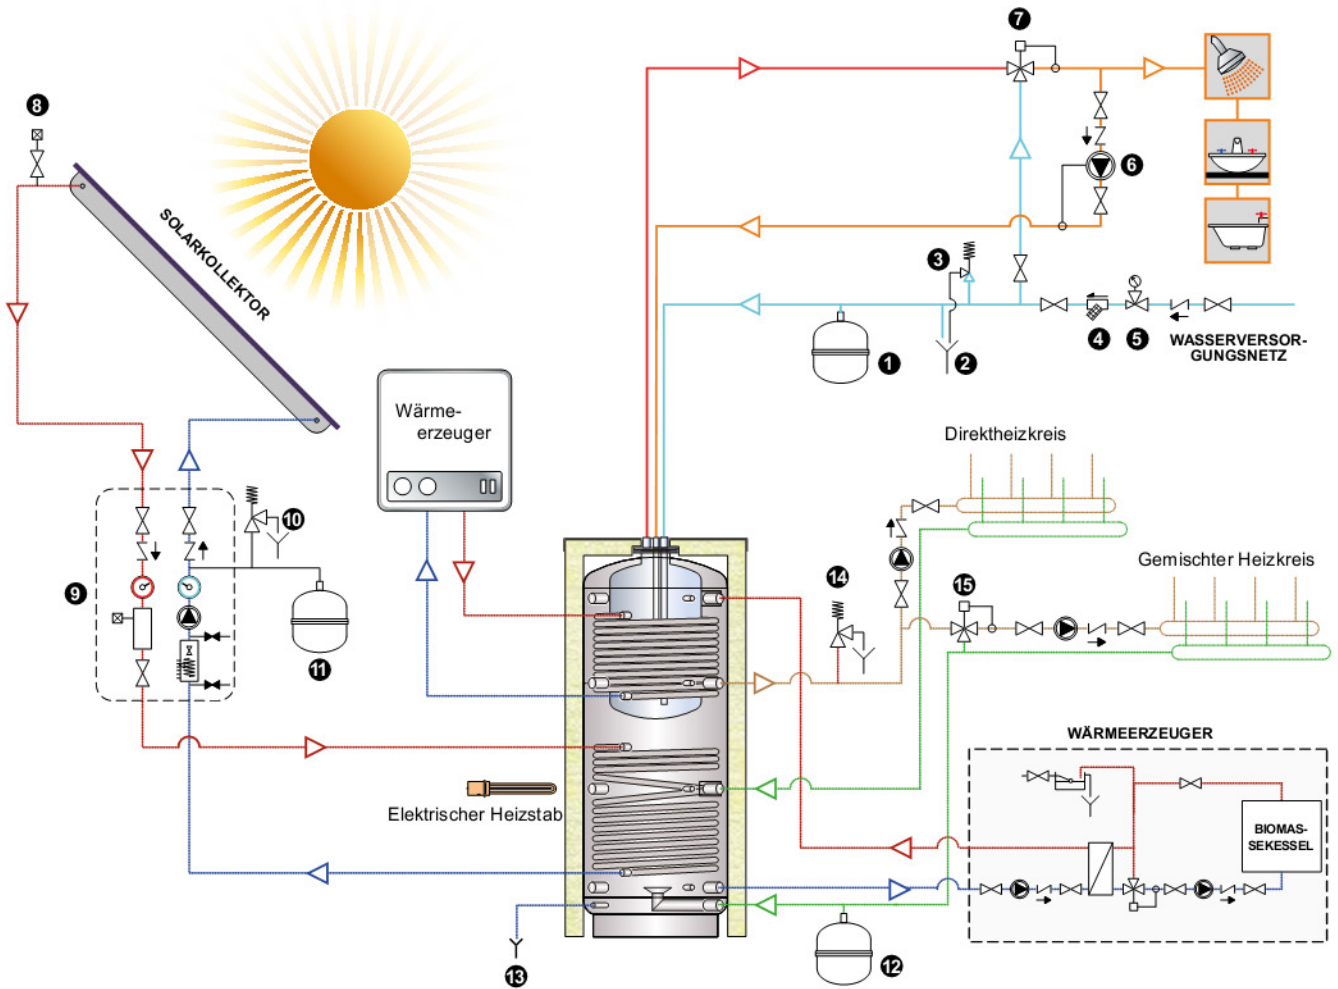 7
8
SOLARKOLLEKTOR
6
3
4
5
WASSERVERSOR-
GUNGSNETZ
1
2
Wärme-
erzeuger
Direktheizkreis
10
Gemischter Heizkreis
9
14
15
11
WÄRMEERZEUGER
Elektrischer Heizstab
BIOMAS-
SEKESSEL
12
13